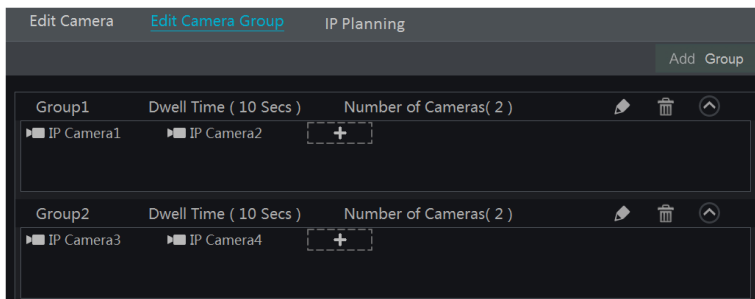 Edit Camera Edit Camera Group IP Planning
Add Group
Group1 Dwell Time ( 10 Secs ) Number of Cameras( 2 )
IP Camera1 IP Camera2 +
Group2 Dwell Time ( 10 Secs ) Number of Cameras( 2 )
IP Camera3 IP Camera4 +